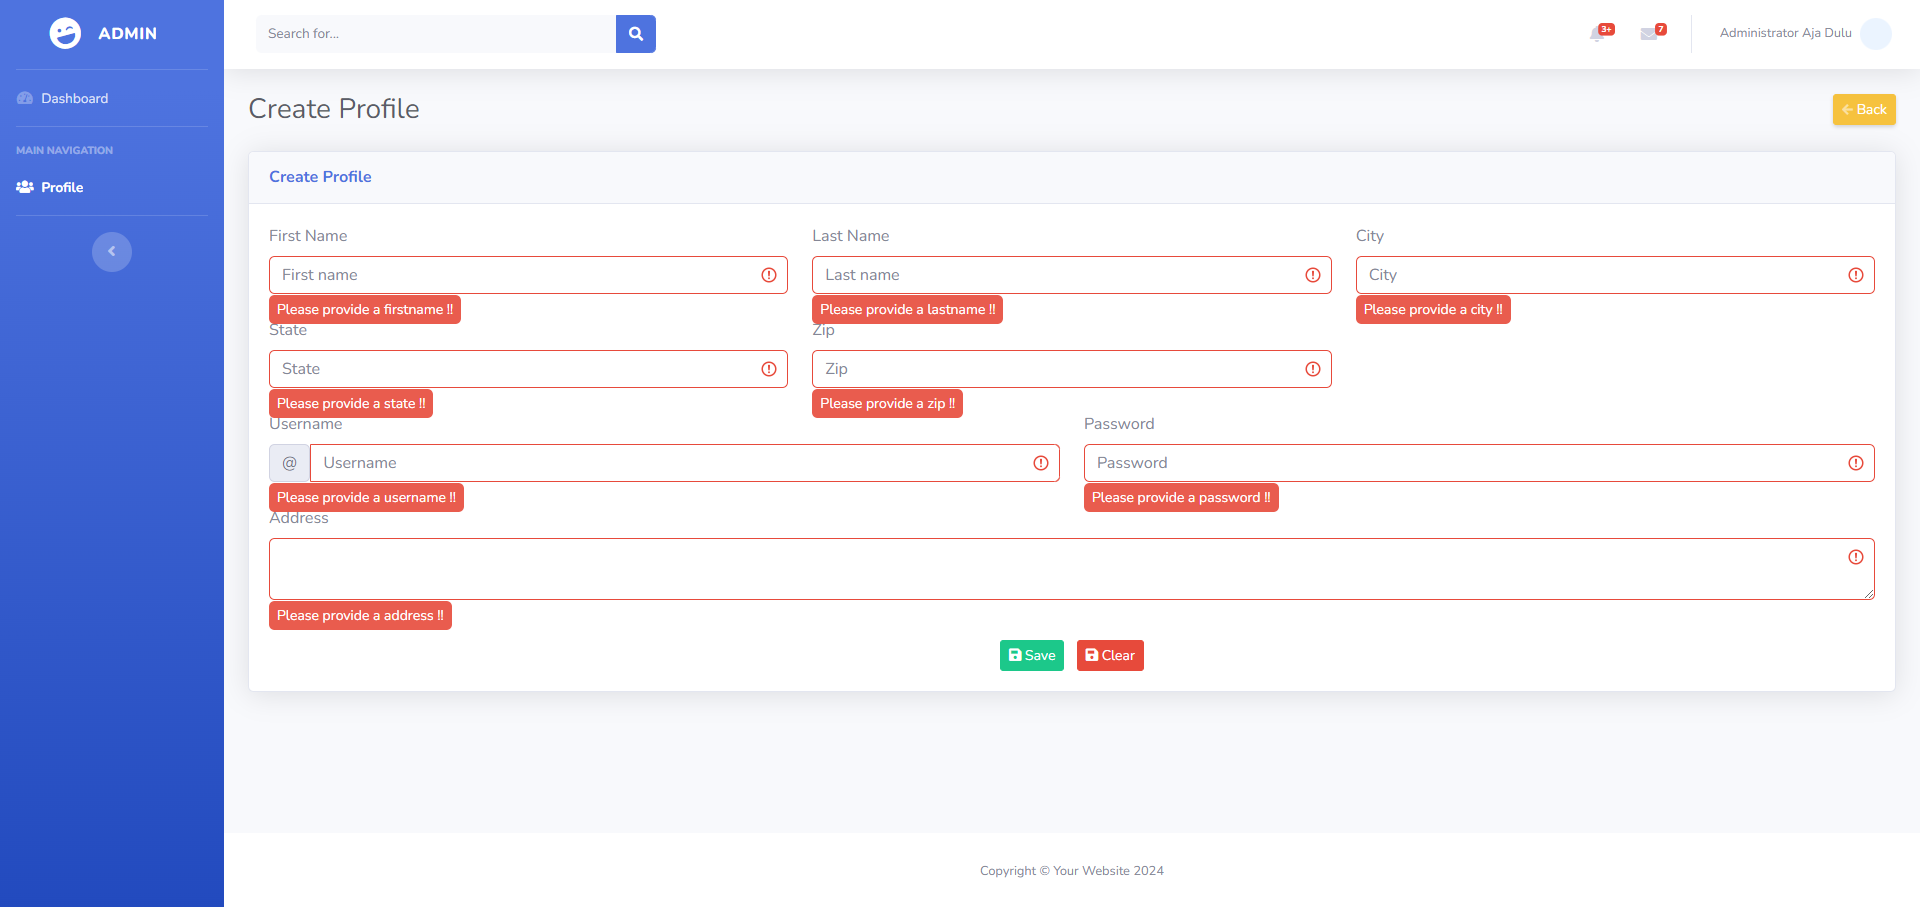 ADMIN
Search for...
3+
7
Administrator Aja Dulu
Dashboard
MAIN NAVIGATION
Profile
Create Profile
Back
Create Profile
First Name
Last Name
City
First name
Last name
City
Please provide a firstname !!
Please provide a lastname !!
Please provide a city !!
State
Zip
State
Zip
Please provide a state !!
Please provide a zip !!
Username
Password
@
Username
Password
Please provide a username !!
Please provide a password !!
Address
Please provide a address !!
Save
Clear
Copyright © Your Website 2024